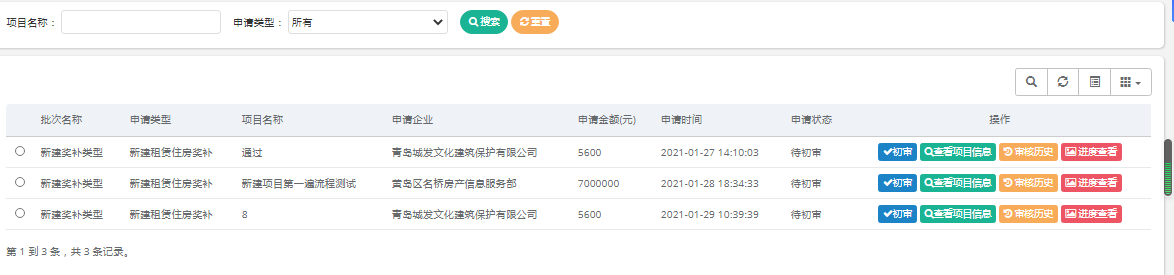 项目名称： 申请类型： 所有 搜索 重置
批次名称 申请类型 项目名称 申请企业 申请金额(元) 申请时间 申请状态 操作
新建奖补类型 新建租赁住房奖补 通过 青岛城发文化建筑保护有限公司 5600 2021-01-27 14:10:03 待初审 初审 查看项目信息 审核历史 进度查看
新建奖补类型 新建租赁住房奖补 新建项目第一遍流程测试 黄岛区名桥房产信息服务部 7000000 2021-01-28 18:34:33 待初审 初审 查看项目信息 审核历史 进度查看
新建奖补类型 新建租赁住房奖补 8 青岛城发文化建筑保护有限公司 5600 2021-01-29 10:39:39 待初审 初审 查看项目信息 审核历史 进度查看
第 1 到 3 条，共 3 条记录。